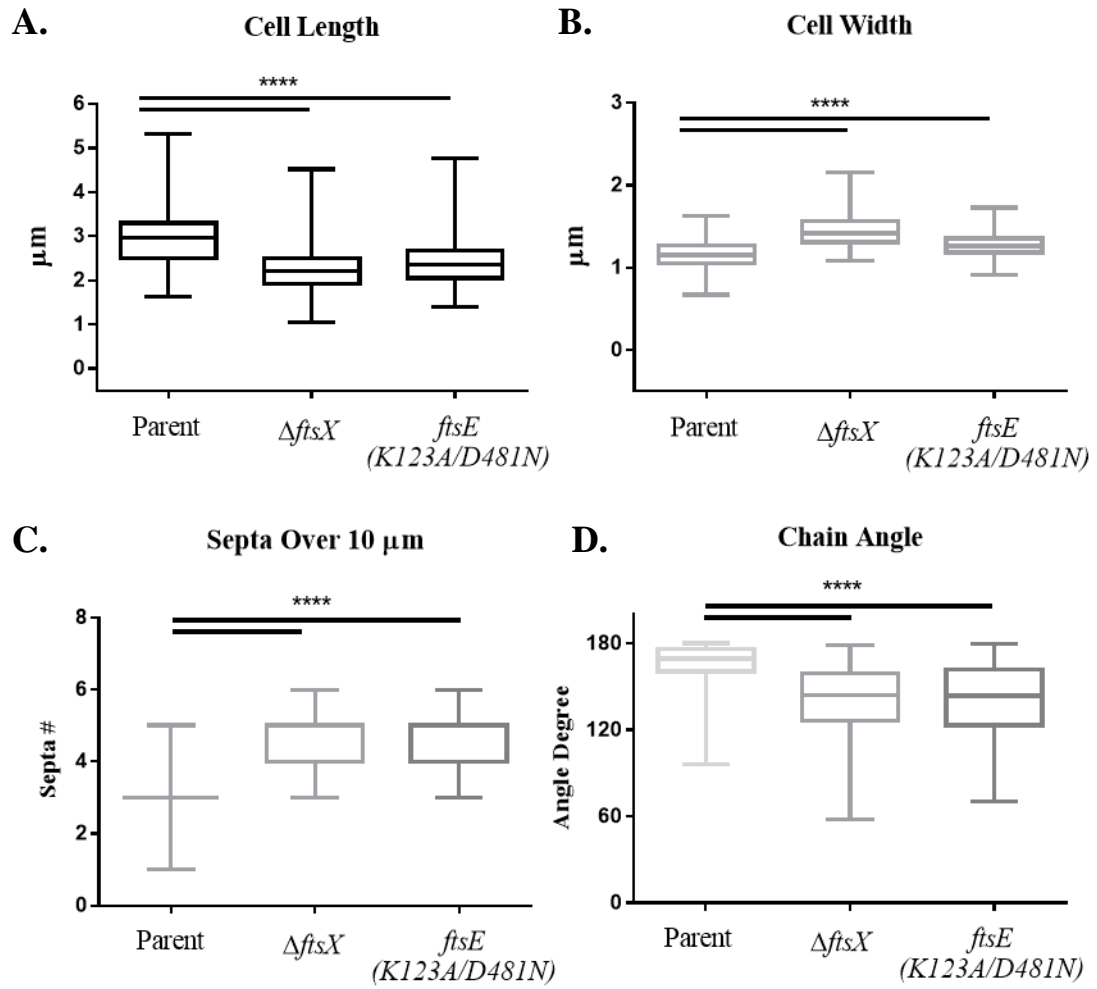 A.
Cell Length
****
6
5
4
3
2
1
0
μm
Parent
ΔftsX
ftsE
(K123A/D481N)
B.
Cell Width
****
3
2
1
0
μm
Parent
ΔftsX
ftsE
(K123A/D481N)
C.
Septa Over 10 μm
****
8
6
4
2
0
Septa #
Parent
ΔftsX
ftsE
(K123A/D481N)
D.
Chain Angle
****
180
120
60
0
Angle Degree
Parent
ΔftsX
ftsE
(K123A/D481N)